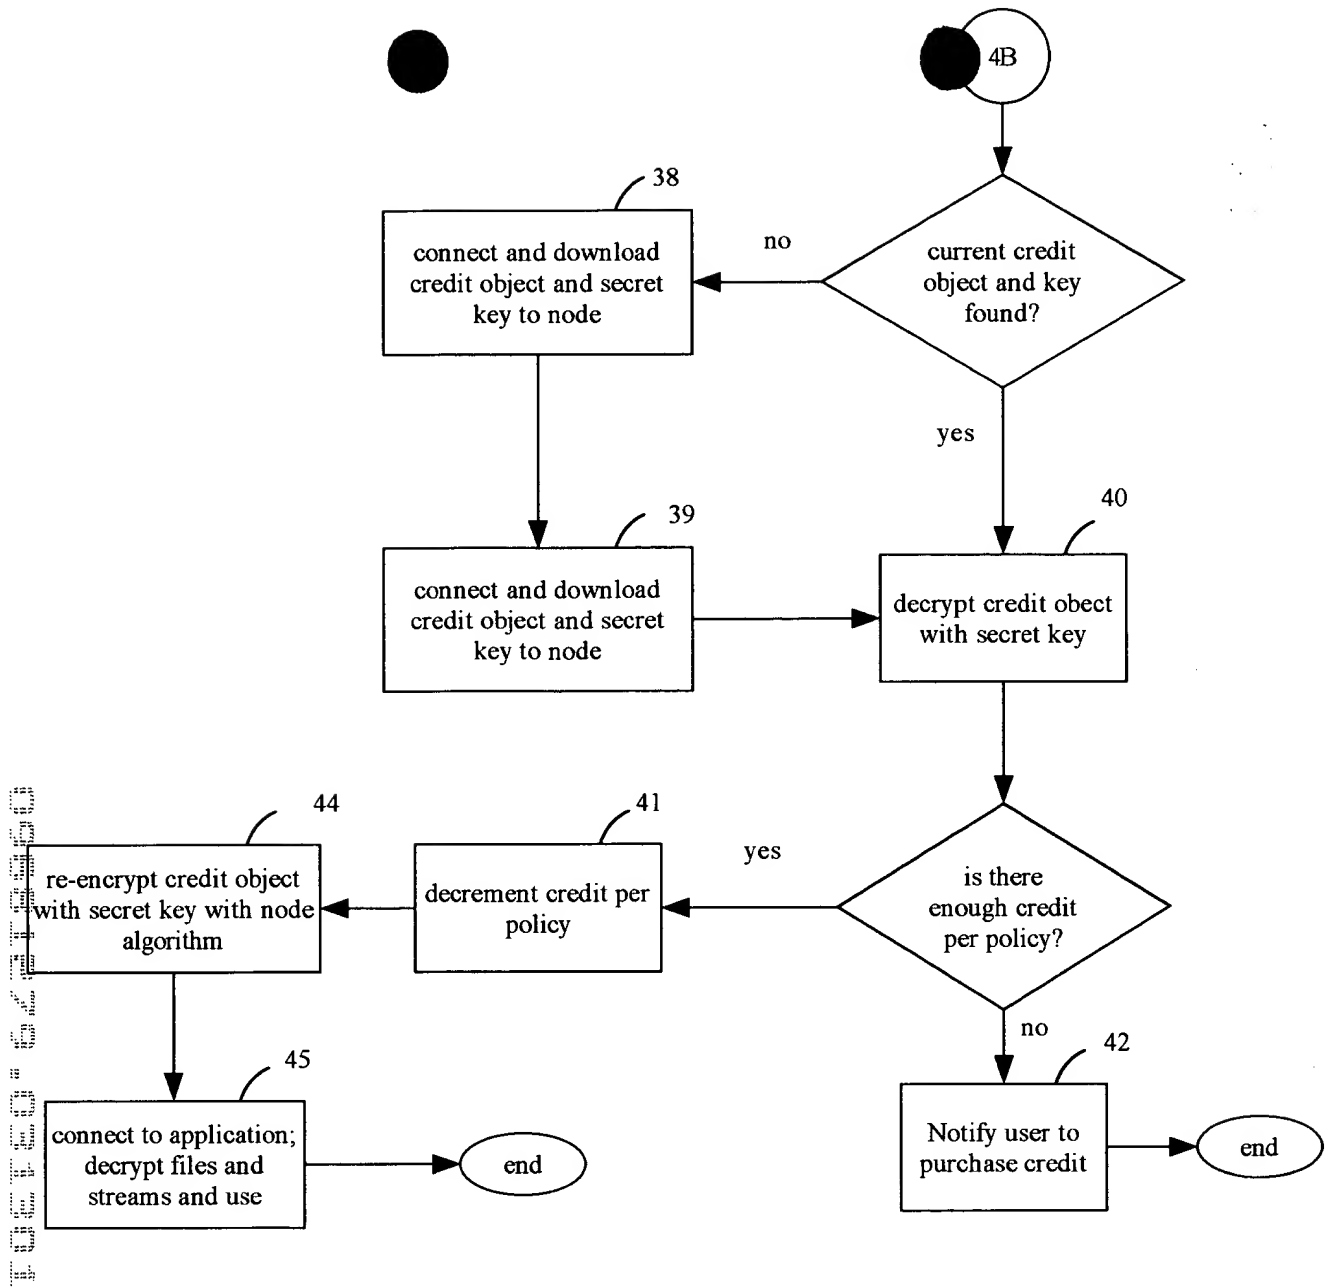 4B
38
connect and download
credit object and secret
key to node
no
current credit
object and key
found?
yes
39
connect and download
credit object and secret
key to node
40
decrypt credit obect
with secret key
44
re-encrypt credit object
with secret key with node
algorithm
41
decrement credit per
policy
yes
is there
enough credit
per policy?
no
45
connect to application;
decrypt files and
streams and use
end
42
Notify user to
purchase credit
end